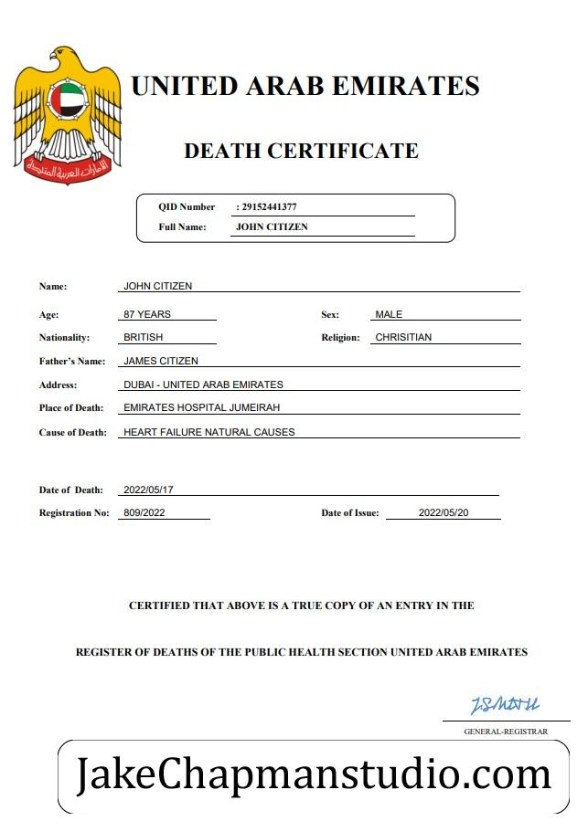 الإمارات العربية المتحدة
UNITED ARAB EMIRATES
DEATH CERTIFICATE
QID Number : 29152441377
Full Name: JOHN CITIZEN
Name: JOHN CITIZEN
Age: 87 YEARS Sex: MALE
Nationality: BRITISH Religion: CHRISITIAN
Father's Name: JAMES CITIZEN
Address: DUBAI - UNITED ARAB EMIRATES
Place of Death: EMIRATES HOSPITAL JUMEIRAH
Cause of Death: HEART FAILURE NATURAL CAUSES
Date of Death: 2022/05/17
Registration No: 809/2022 Date of Issue: 2022/05/20
CERTIFIED THAT ABOVE IS A TRUE COPY OF AN ENTRY IN THE
REGISTER OF DEATHS OF THE PUBLIC HEALTH SECTION UNITED ARAB EMIRATES
GENERAL-REGISTRAR
JakeChapmanstudio.com